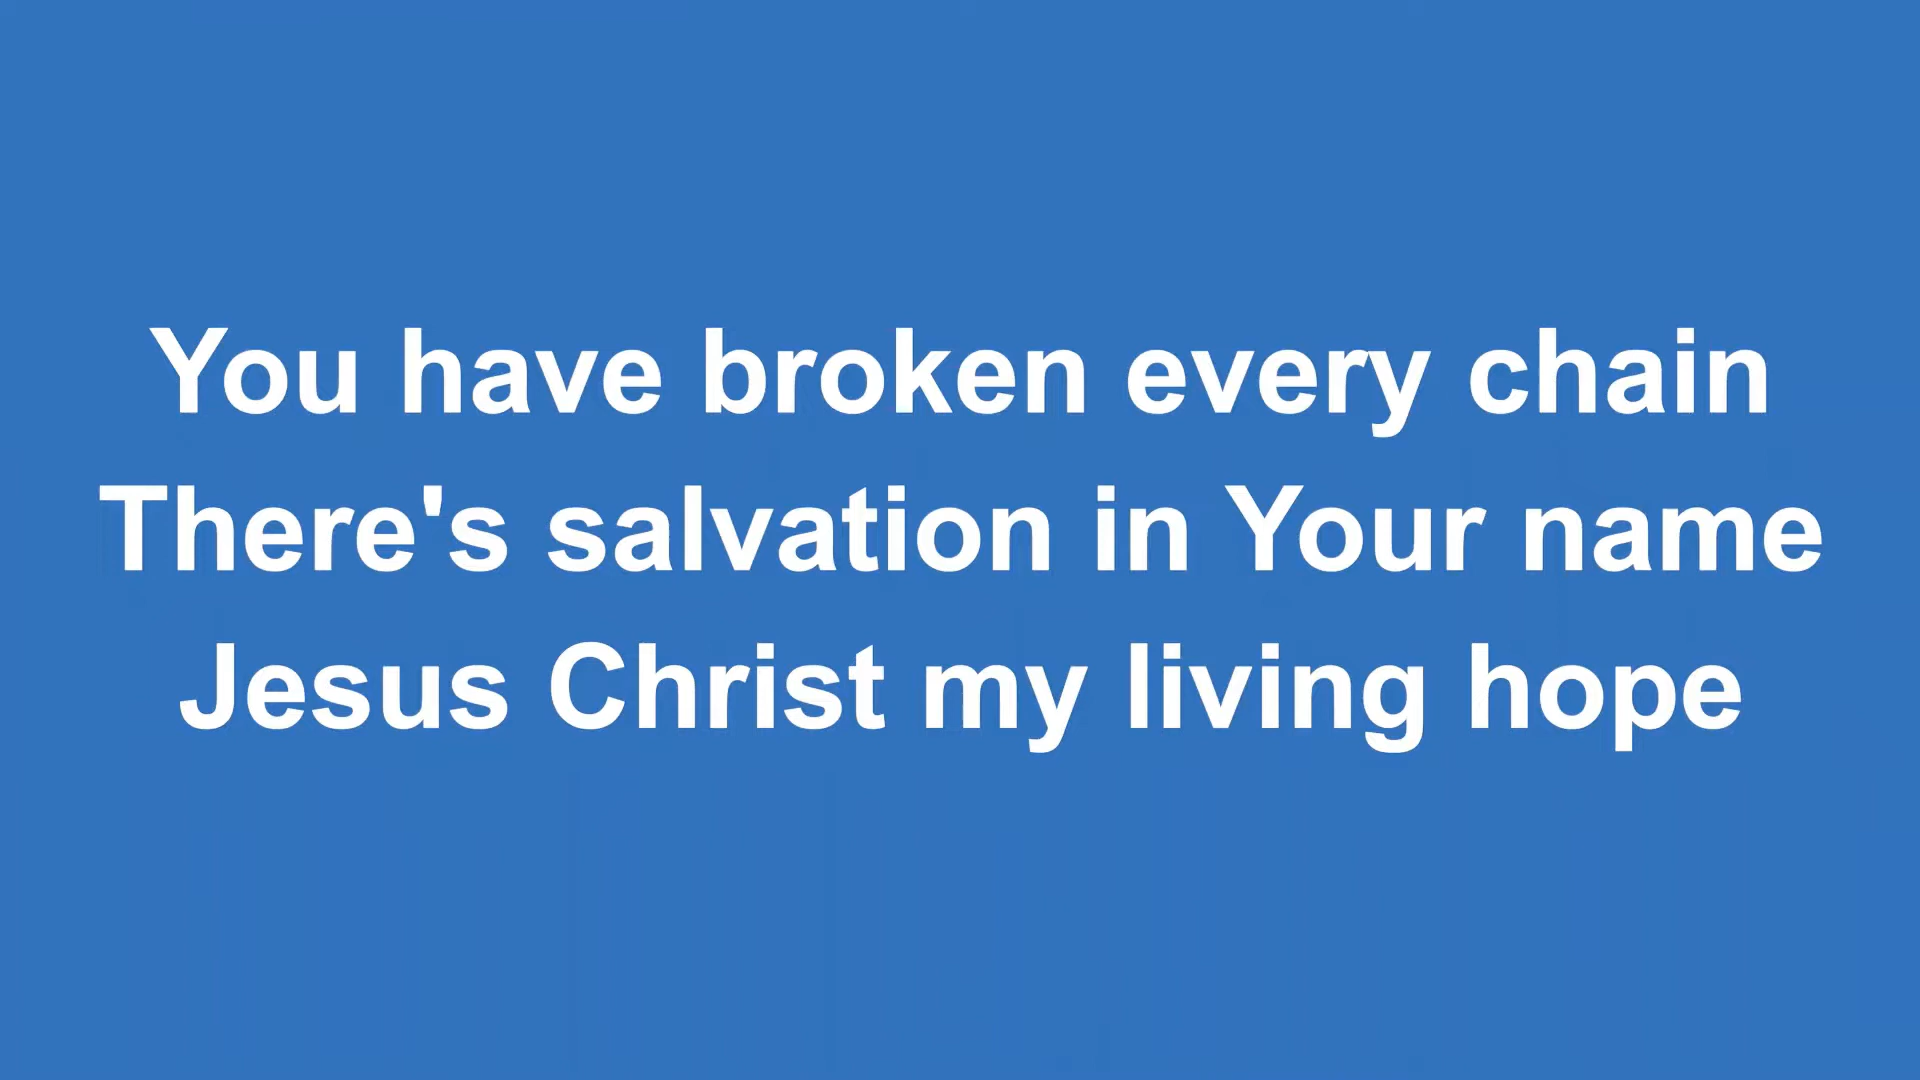 You have broken every chain
There's salvation in Your name
Jesus Christ my living hope